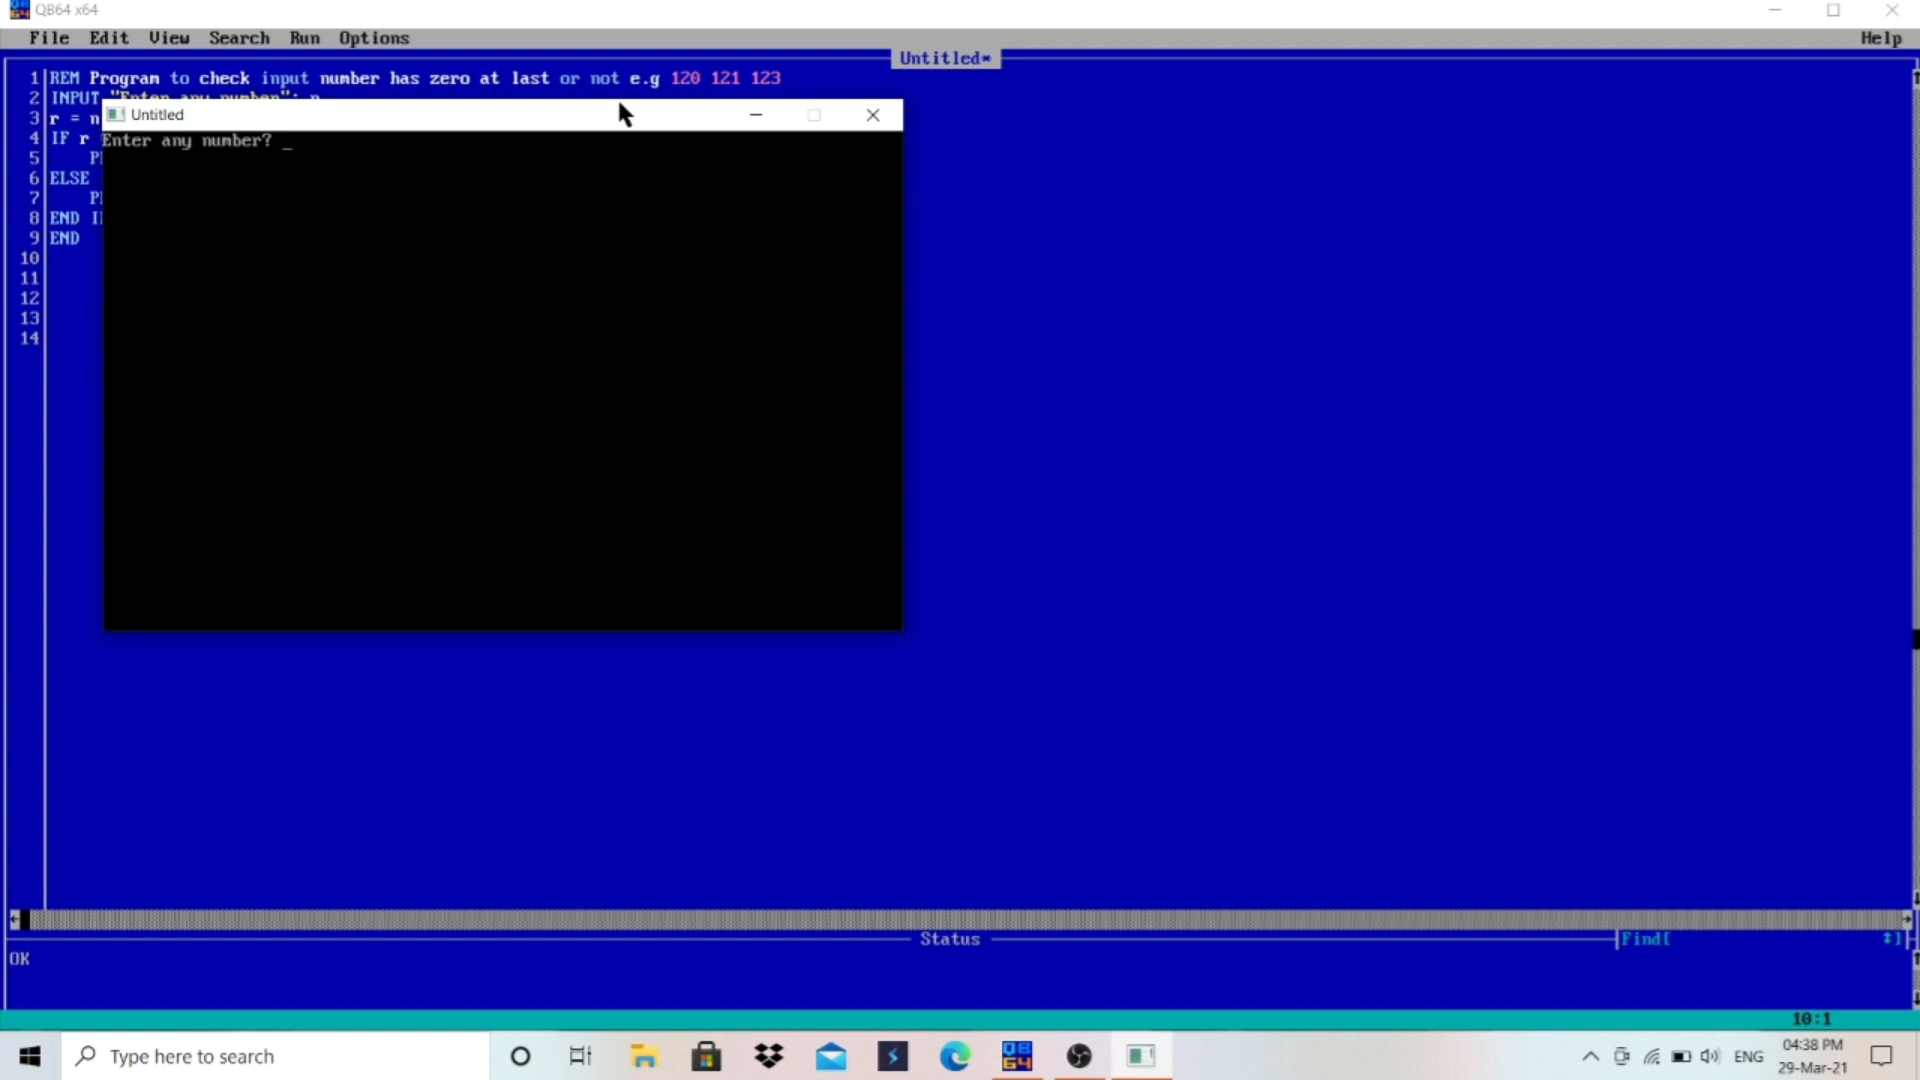 QB64 x64
File Edit View Search Run Options Help
Untitled*
1 REM Program to check input number has zero at last or not e.g 120 121 123
2 INPUT "Enter any number"; n
Untitled
3 r = n
4 IF r
Enter any number? _
5
6 ELSE
7
8 END
9 END
10
11
12
13
14
Status
Find[
OK
10:1
Type here to search
ENG
04:38 PM
29-Mar-21